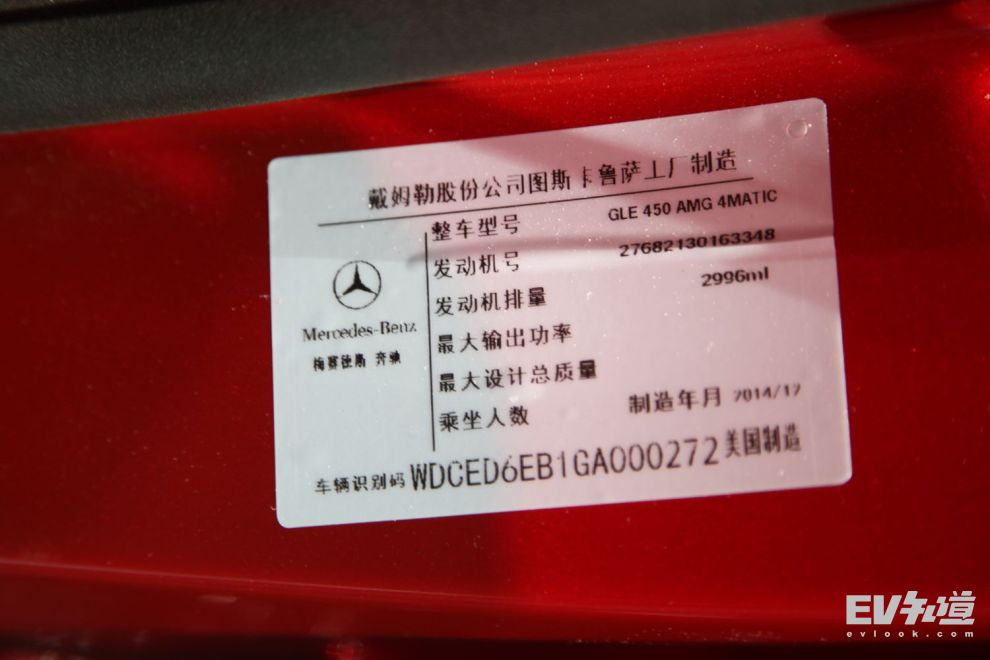 戴姆勒股份公司图斯卡鲁萨工厂制造
整车型号 GLE 450 AMG 4MATIC
发动机号 27682130163348
发动机排量 2996ml
最大输出功率
最大设计总质量
乘坐人数 制造年月 2014/12
Mercedes-Benz
梅赛德斯 奔驰
车辆识别码 WDCED6EB1GA000272 美国制造
EV知道
evlook.com